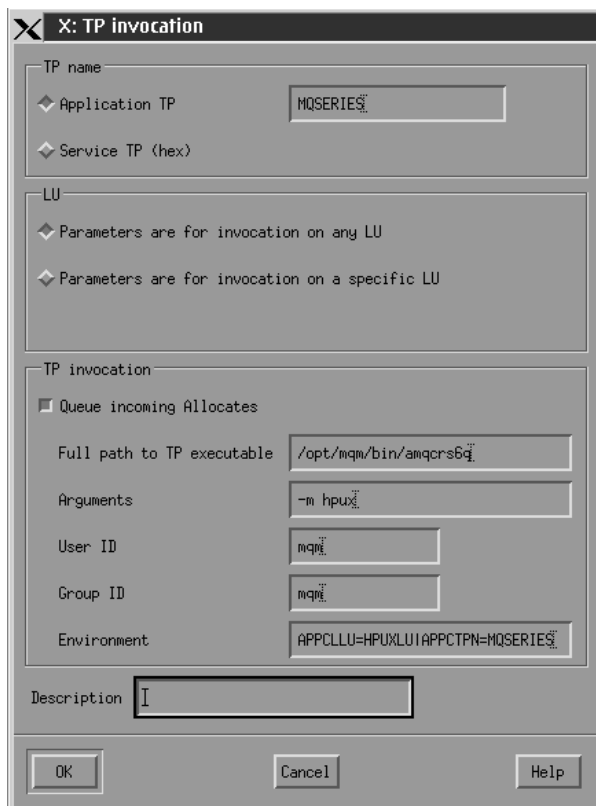 X: TP invocation
TP name
Application TP MQSERIES
Service TP (hex)
LU
Parameters are for invocation on any LU
Parameters are for invocation on a specific LU
TP invocation
Queue incoming Allocates
Full path to TP executable /opt/mqm/bin/amqcrs6a
Arguments -m hpux
User ID mqm
Group ID mqm
Environment APPCLLU=HPUXLU|APPCTPN=MQSERIES
Description
OK Cancel Help